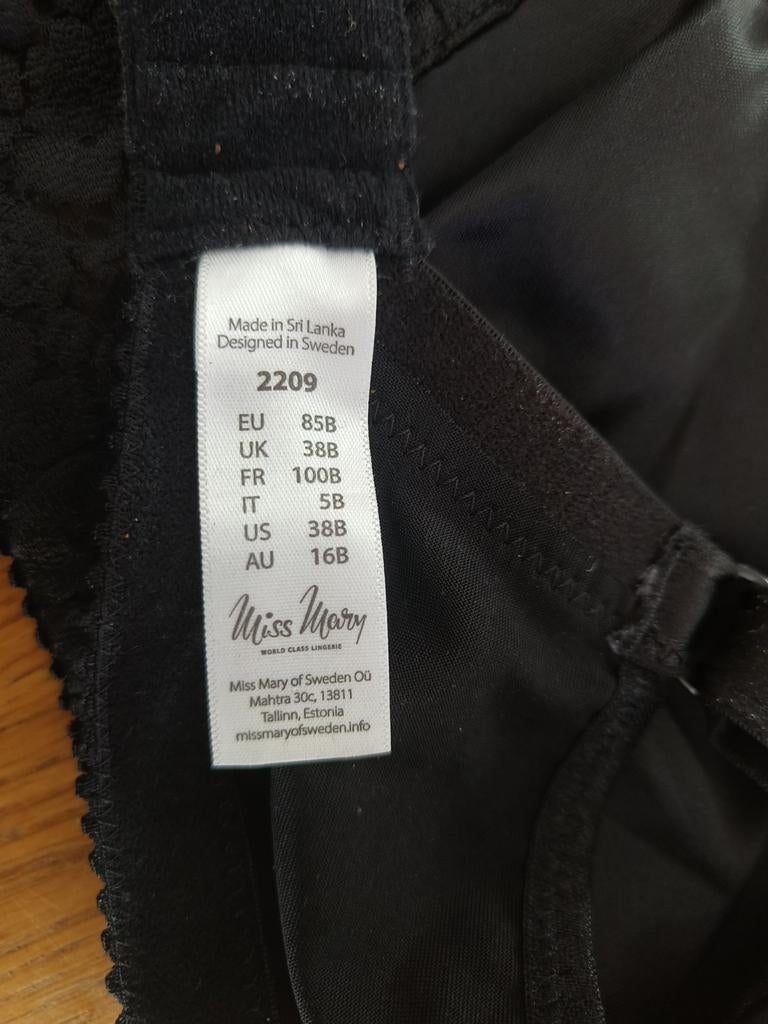 Made in Sri Lanka
Designed in Sweden
2209
EU 85B
UK 38B
FR 100B
IT 5B
US 38B
AU 16B
Miss Mary
WORLD CLASS LINGERIE
Miss Mary of Sweden Oü
Mahtra 30c, 13811
Tallinn, Estonia
missmaryofsweden.info